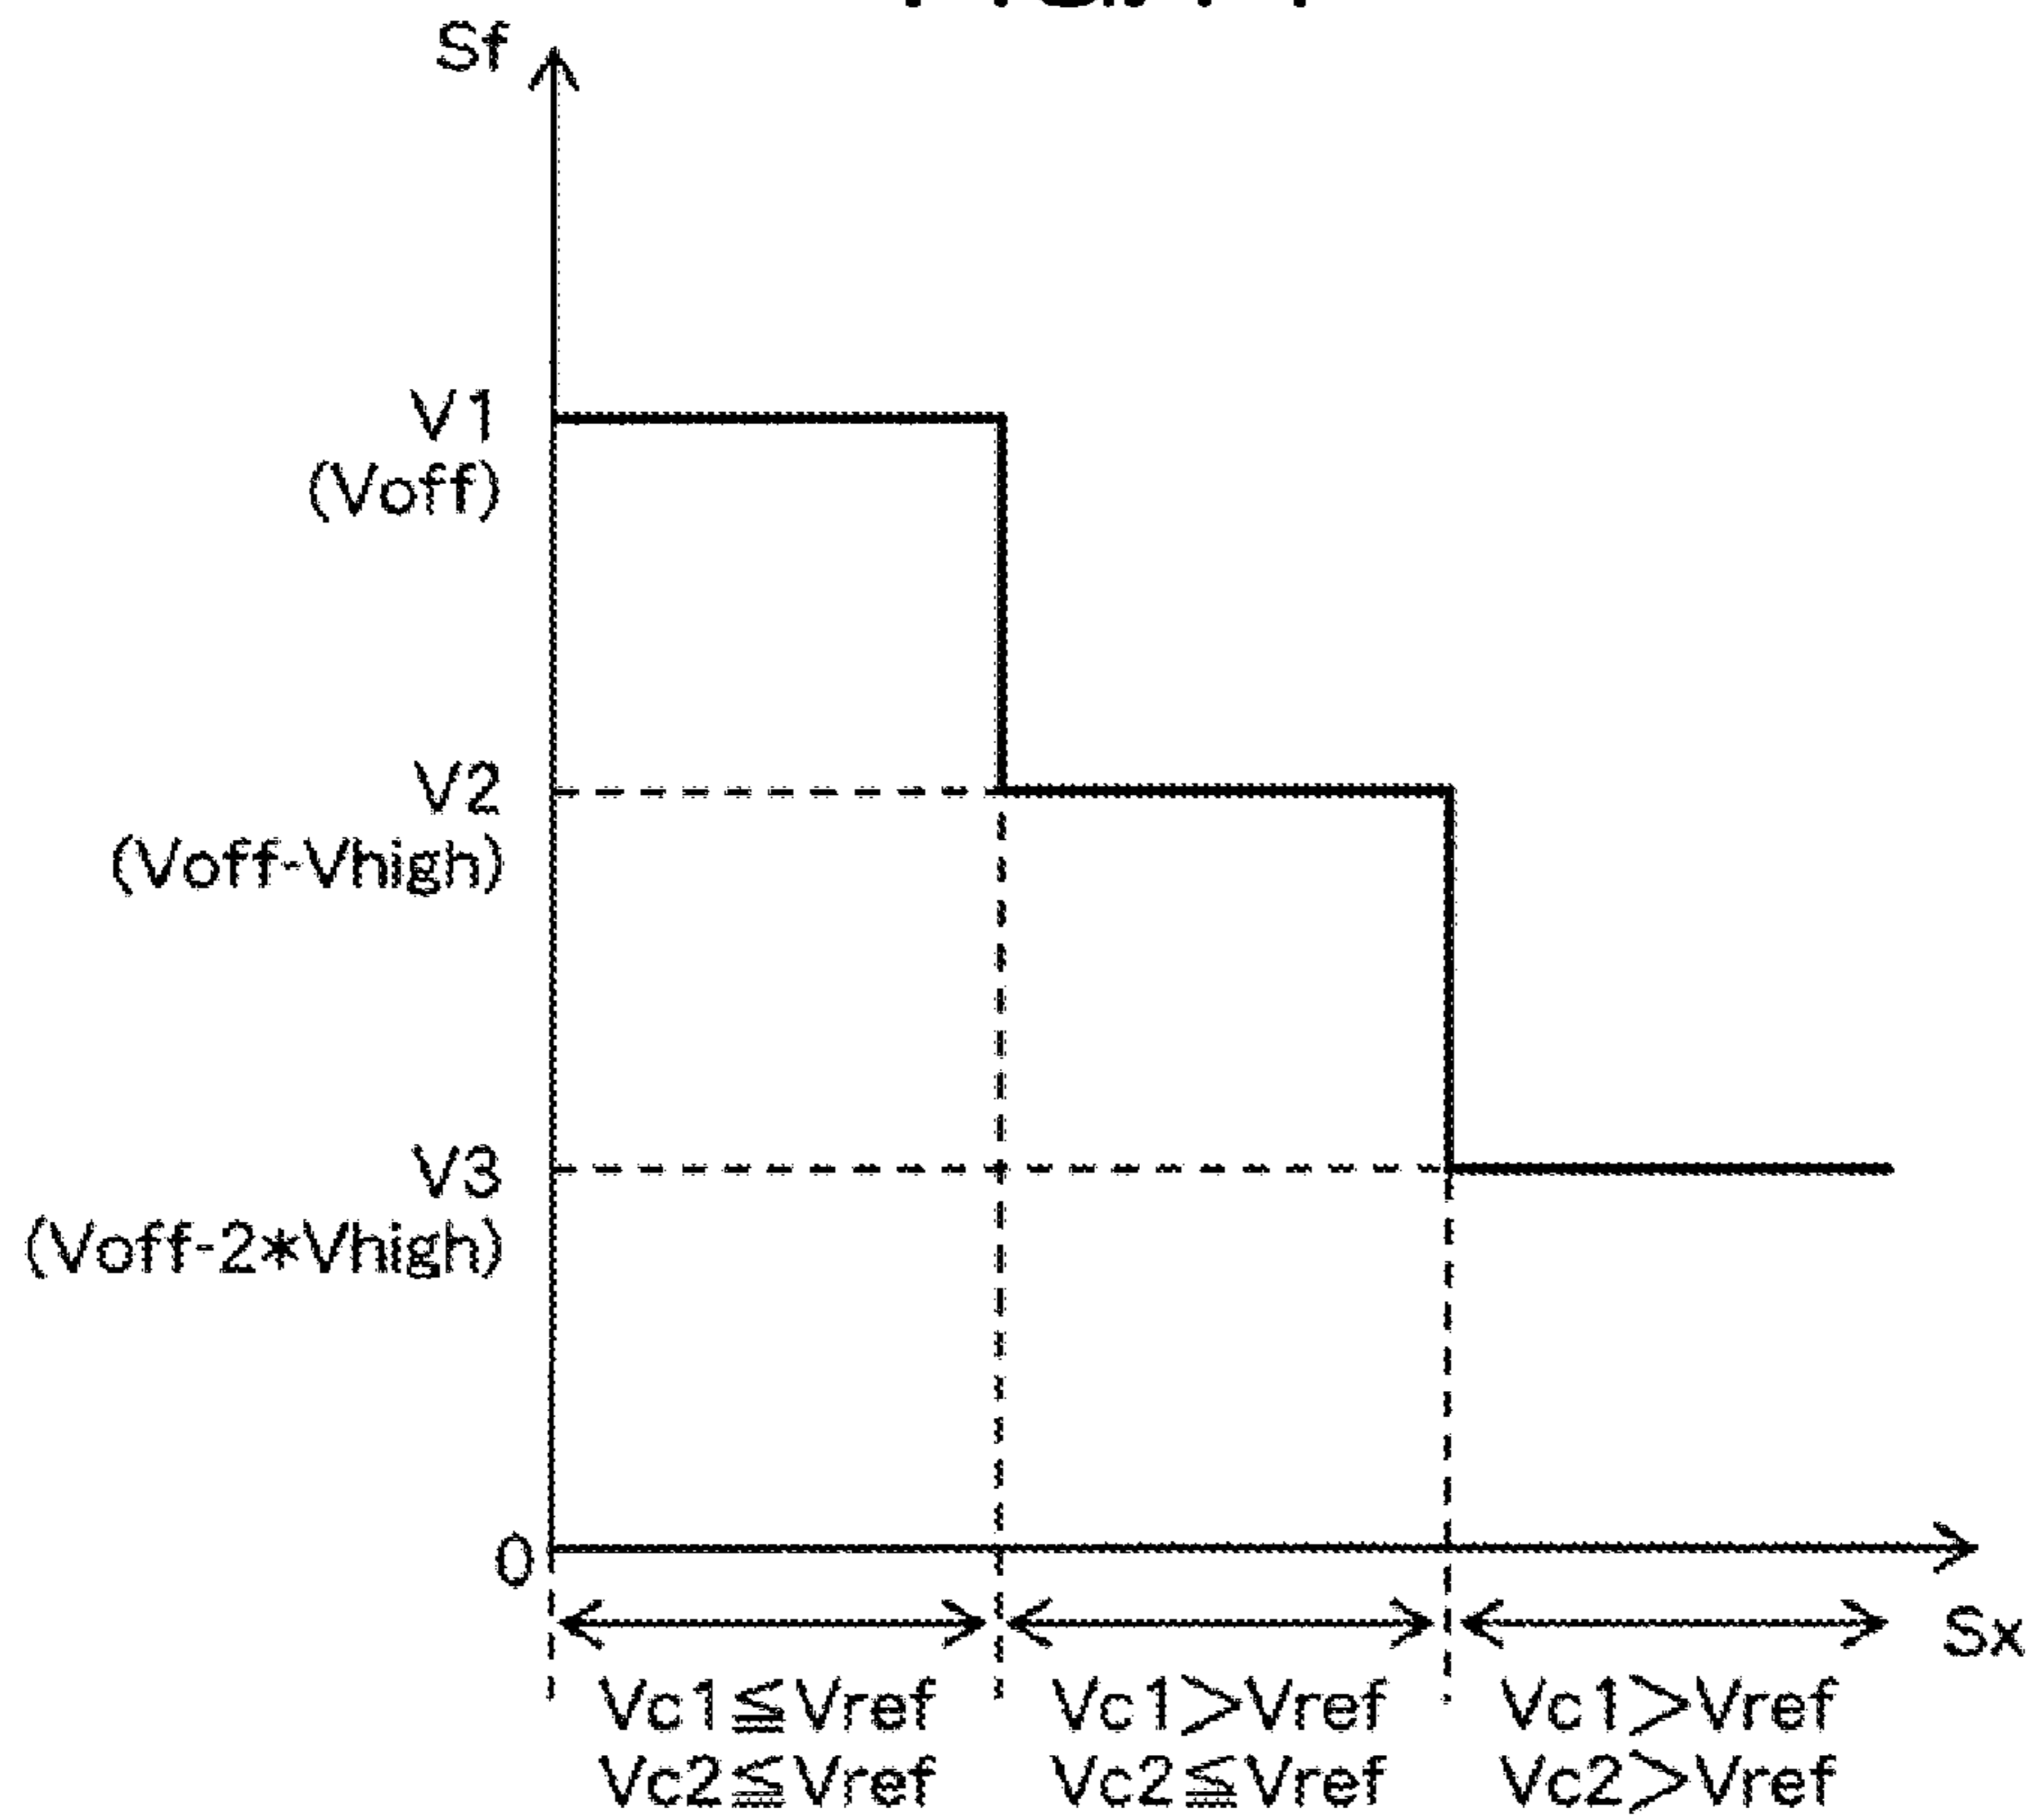 Sf
V1
(Voff)
V2
(Voff-Vhigh)
V3
(Voff-2*Vhigh)
0
Sx
Vc1≦Vref
Vc2≦Vref
Vc1>Vref
Vc2≦Vref
Vc1>Vref
Vc2>Vref